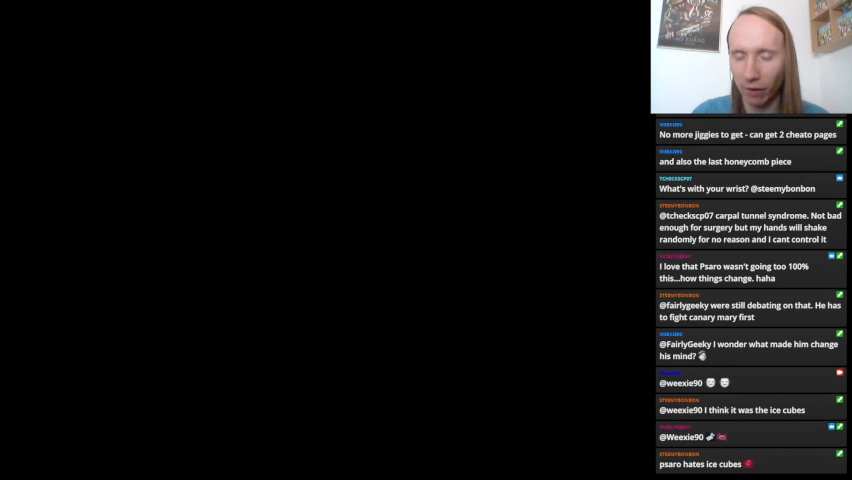 WEEXIE90
No more jiggies to get - can get 2 cheato pages
WEEXIE90
and also the last honeycomb piece
TCHECKSCP07
What's with your wrist? @steemybonbon
STEEMYBONBON
@tcheckscp07 carpal tunnel syndrome. Not bad
enough for surgery but my hands will shake
randomly for no reason and I cant control it
FAIRLYGEEKY
I love that Psaro wasn't going too 100%
this...how things change. haha
STEEMYBONBON
@fairlygeeky were still debating on that. He has
to fight canary mary first
WEEXIE90
@FairlyGeeky I wonder what made him change
his mind?
@weexie90
STEEMYBONBON
@weexie90 I think it was the ice cubes
FAIRLYGEEKY
@Weexie90
STEEMYBONBON
psaro hates ice cubes